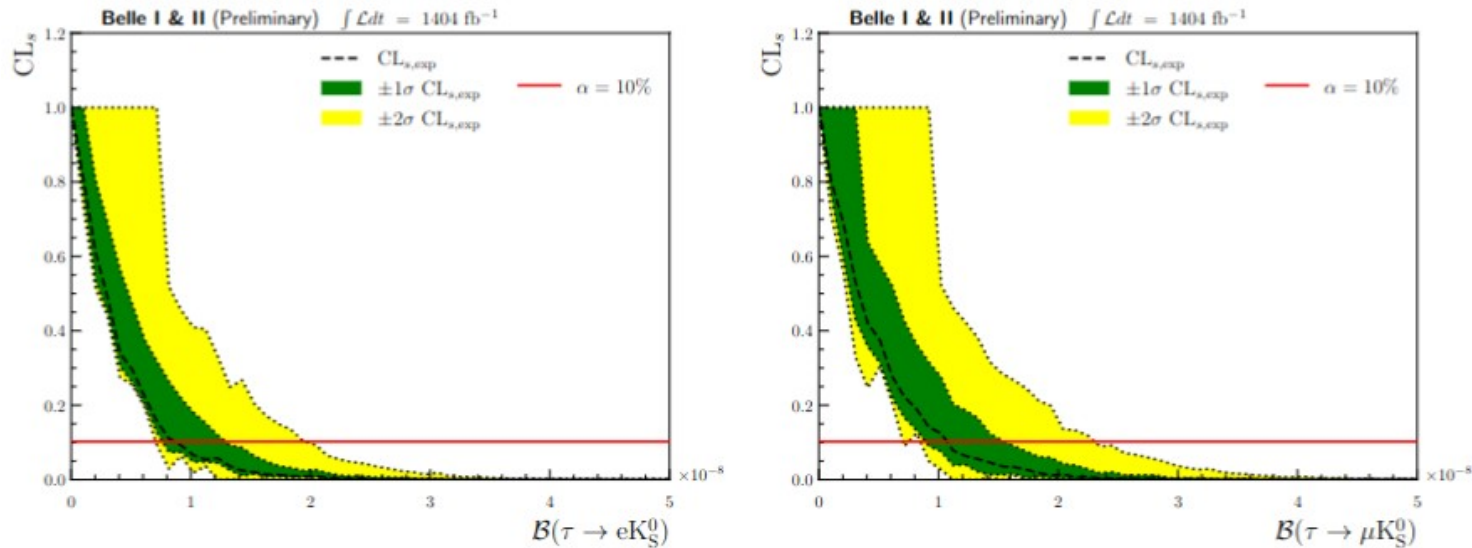 Belle I & II (Preliminary) ∫ℒdt = 1404 fb⁻¹
CLₛ
1.2
1.0
0.8
0.6
0.4
0.2
0.0
CLₛ,exp
±1σ CLₛ,exp
±2σ CLₛ,exp
α = 10%
0 1 2 3 4 5
×10⁻⁸
ℬ(τ → eK⁰_S)
Belle I & II (Preliminary) ∫ℒdt = 1404 fb⁻¹
CLₛ
1.2
1.0
0.8
0.6
0.4
0.2
0.0
CLₛ,exp
±1σ CLₛ,exp
±2σ CLₛ,exp
α = 10%
0 1 2 3 4 5
×10⁻⁸
ℬ(τ → μK⁰_S)